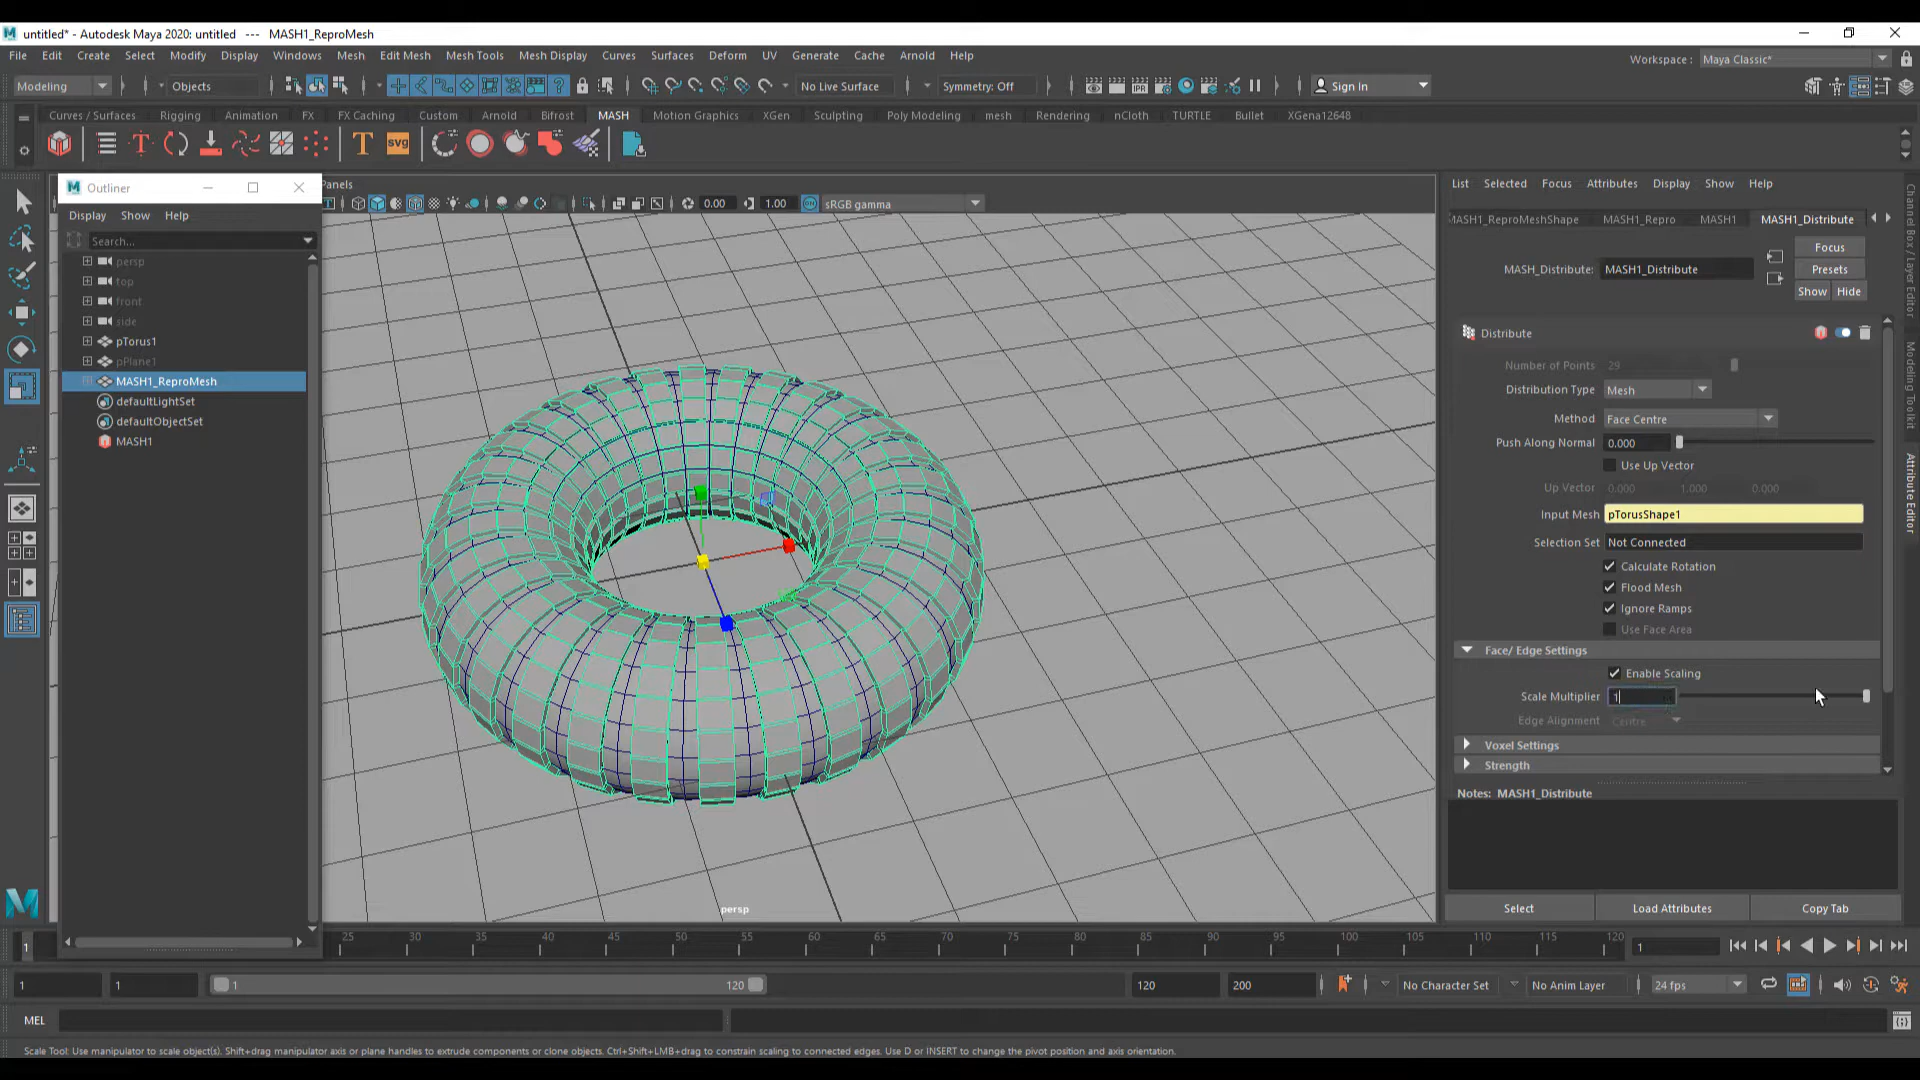 untitled* - Autodesk Maya 2020: untitled --- MASH1_ReproMesh
File Edit Create Select Modify Display Windows Mesh Edit Mesh Mesh Tools Mesh Display Curves Surfaces Deform UV Generate Cache Arnold Help
Workspace : Maya Classic*
Modeling Objects No Live Surface Symmetry: Off Sign In
Curves / Surfaces Rigging Animation FX FX Caching Custom Arnold Bifrost MASH Motion Graphics XGen Sculpting Poly Modeling mesh Rendering nCloth TURTLE Bullet XGena12648
Outliner
Display Show Help
Search...
persp
top
front
side
pTorus1
pPlane1
MASH1_ReproMesh
defaultLightSet
defaultObjectSet
MASH1
Panels
0.00 1.00 sRGB gamma
persp
List Selected Focus Attributes Display Show Help
MASH1_ReproMeshShape MASH1_Repro MASH1 MASH1_Distribute
MASH_Distribute: MASH1_Distribute
Focus
Presets
Show Hide
Distribute
Number of Points 29
Distribution Type Mesh
Method Face Centre
Push Along Normal 0.000
Use Up Vector
Up Vector 0.000 1.000 0.000
Input Mesh pTorusShape1
Selection Set Not Connected
Calculate Rotation
Flood Mesh
Ignore Ramps
Use Face Area
Face/ Edge Settings
Enable Scaling
Scale Multiplier 1
Edge Alignment Centre
Voxel Settings
Strength
Notes: MASH1_Distribute
Select Load Attributes Copy Tab
Channel Box / Layer Editor
Modeling Toolkit
Attribute Editor
1 25 30 35 40 45 50 55 60 65 70 75 80 85 90 95 100 105 110 115 120 1
1 1 1 120 120 200 No Character Set No Anim Layer 24 fps
MEL
Scale Tool: Use manipulator to scale object(s). Shift+drag manipulator axis or plane handles to extrude components or clone objects. Ctrl+Shift+LMB+drag to constrain scaling to connected edges. Use D or INSERT to change the pivot position and axis orientation.